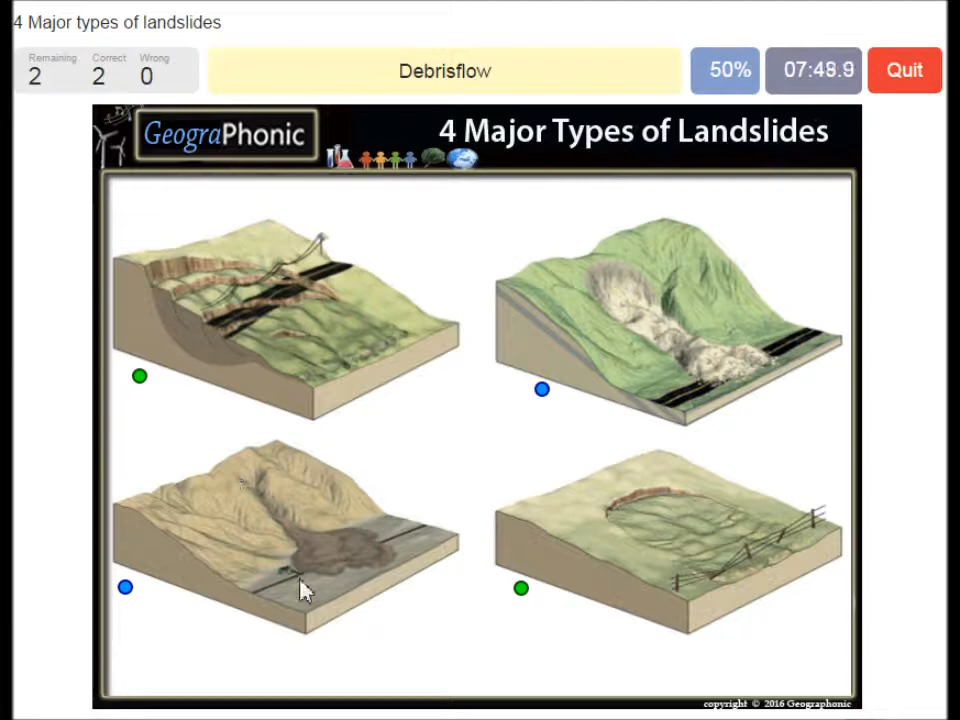 4 Major types of landslides
Remaining Correct Wrong
2 2 0
Debrisflow
50%
07:48.9
Quit
GeograPhonic
4 Major Types of Landslides
copyright © 2016 Geographonic